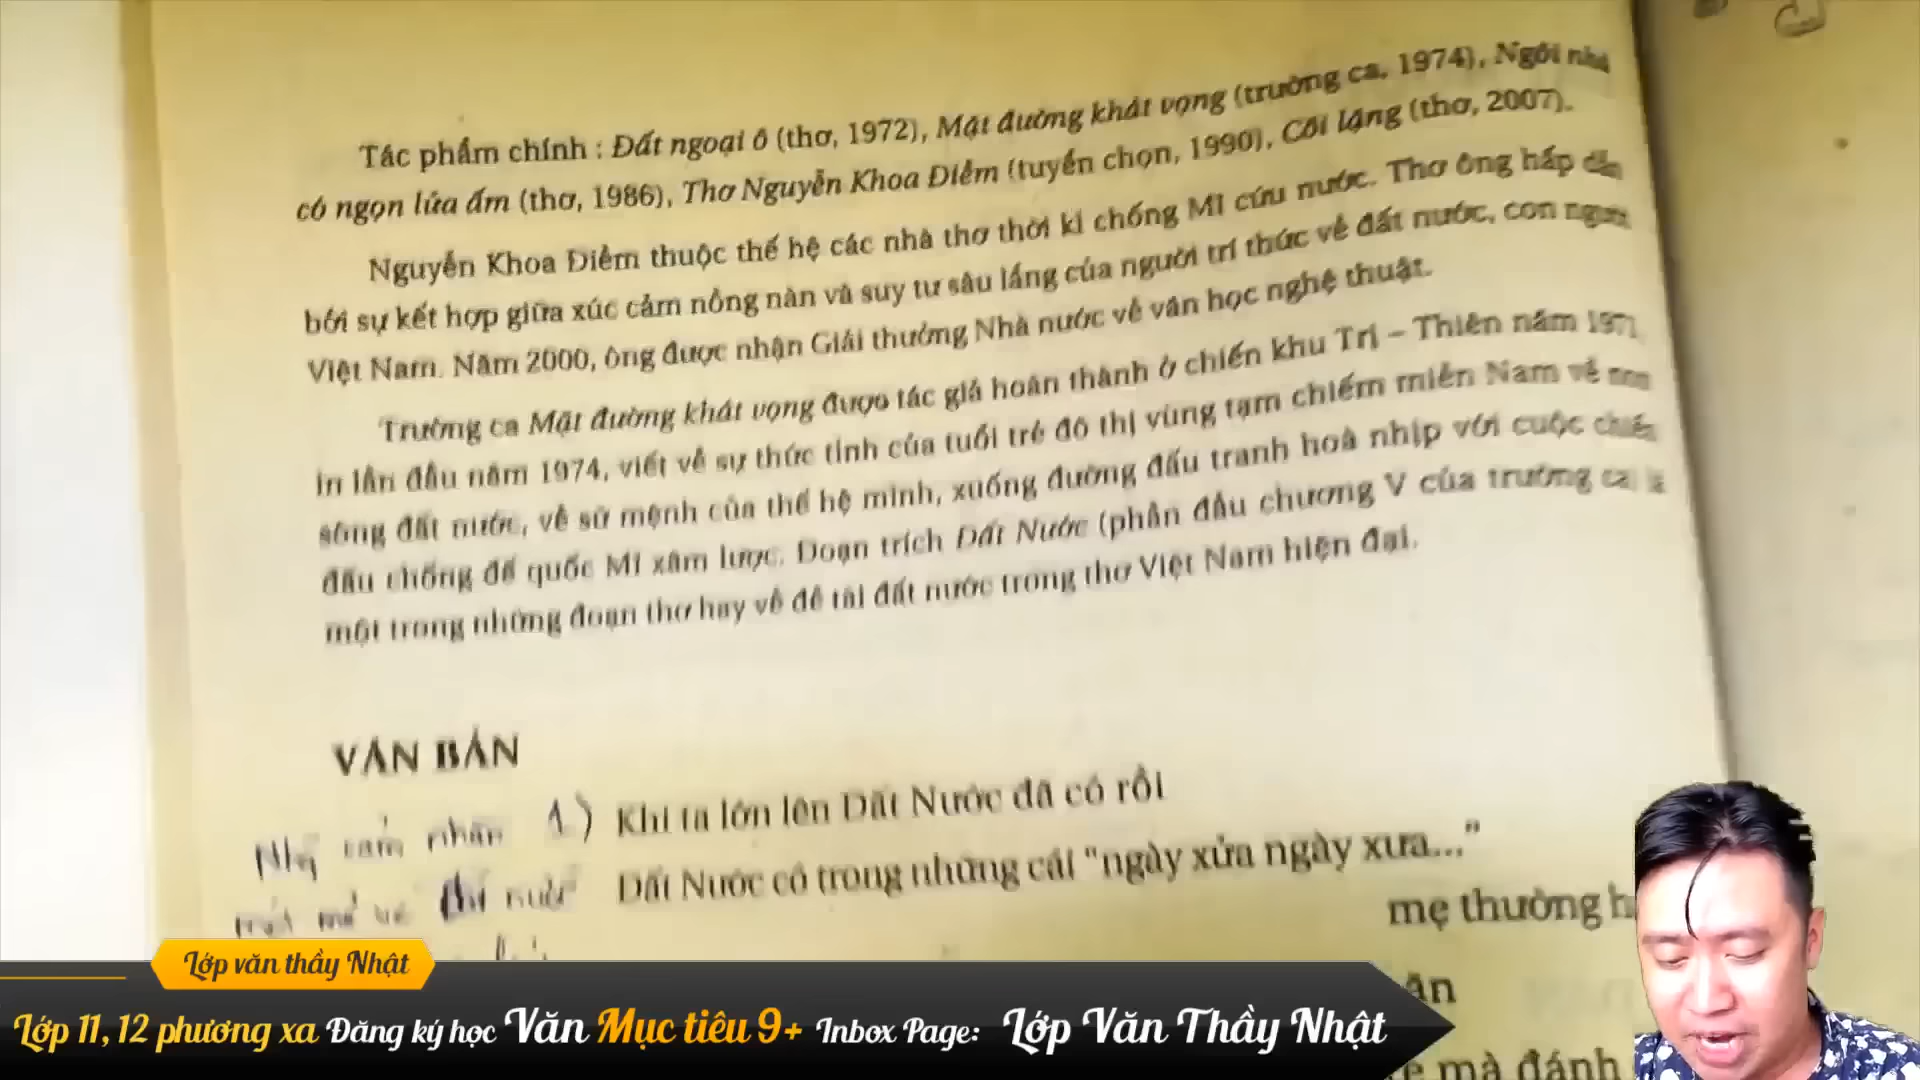 Tác phẩm chính : Đất ngoại ô (thơ, 1972), Mặt đường khát vọng (trường ca, 1974), Ngôi nhà
có ngọn lửa ấm (thơ, 1986), Thơ Nguyễn Khoa Điềm (tuyển chọn, 1990), Cõi lặng (thơ, 2007).
Nguyễn Khoa Điềm thuộc thế hệ các nhà thơ thời kì chống Mĩ cứu nước. Thơ ông hấp dẫn
bởi sự kết hợp giữa xúc cảm nồng nàn và suy tư sâu lắng của người trí thức về đất nước, con người
Việt Nam. Năm 2000, ông được nhận Giải thưởng Nhà nước về văn học nghệ thuật.
Trường ca Mặt đường khát vọng được tác giả hoàn thành ở chiến khu Trị – Thiên năm 1971,
in lần đầu năm 1974, viết về sự thức tỉnh của tuổi trẻ đô thị vùng tạm chiếm miền Nam về non
sông đất nước, về sứ mệnh của thế hệ mình, xuống đường đấu tranh hoà nhịp với cuộc chiến
đấu chống đế quốc Mĩ xâm lược. Đoạn trích Đất Nước (phần đầu chương V của trường ca) là
một trong những đoạn thơ hay về đề tài đất nước trong thơ Việt Nam hiện đại.
VĂN BẢN
cảm nhận 1.) Khi ta lớn lên Đất Nước đã có rồi
Đất Nước có trong những cái "ngày xửa ngày xưa..."
mẹ thường
mà đánh
Lớp văn thầy Nhật
Lớp 11, 12 phương xa Đăng ký học Văn Mục tiêu 9+ Inbox Page: Lớp Văn Thầy Nhật